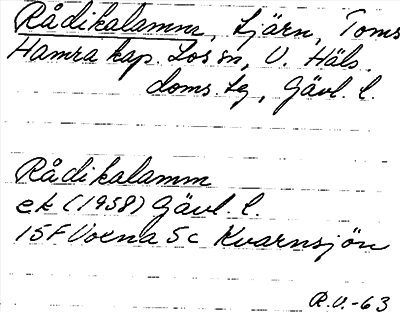 Rådikalamm, tjärn, Toms
Hamra kap. Los sn, V. Häls.
doms. tg, Gävl. l.
Rådikalamm
ek (1958) Gävl. l.
15F Voxna 5c Kvarnsjön
R.V.-63